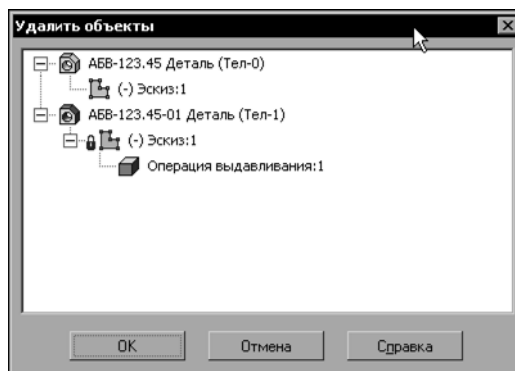 Удалить объекты
АБВ-123.45 Деталь (Тел-0)
(-) Эскиз:1
АБВ-123.45-01 Деталь (Тел-1)
(-) Эскиз:1
Операция выдавливания:1
OK
Отмена
Справка